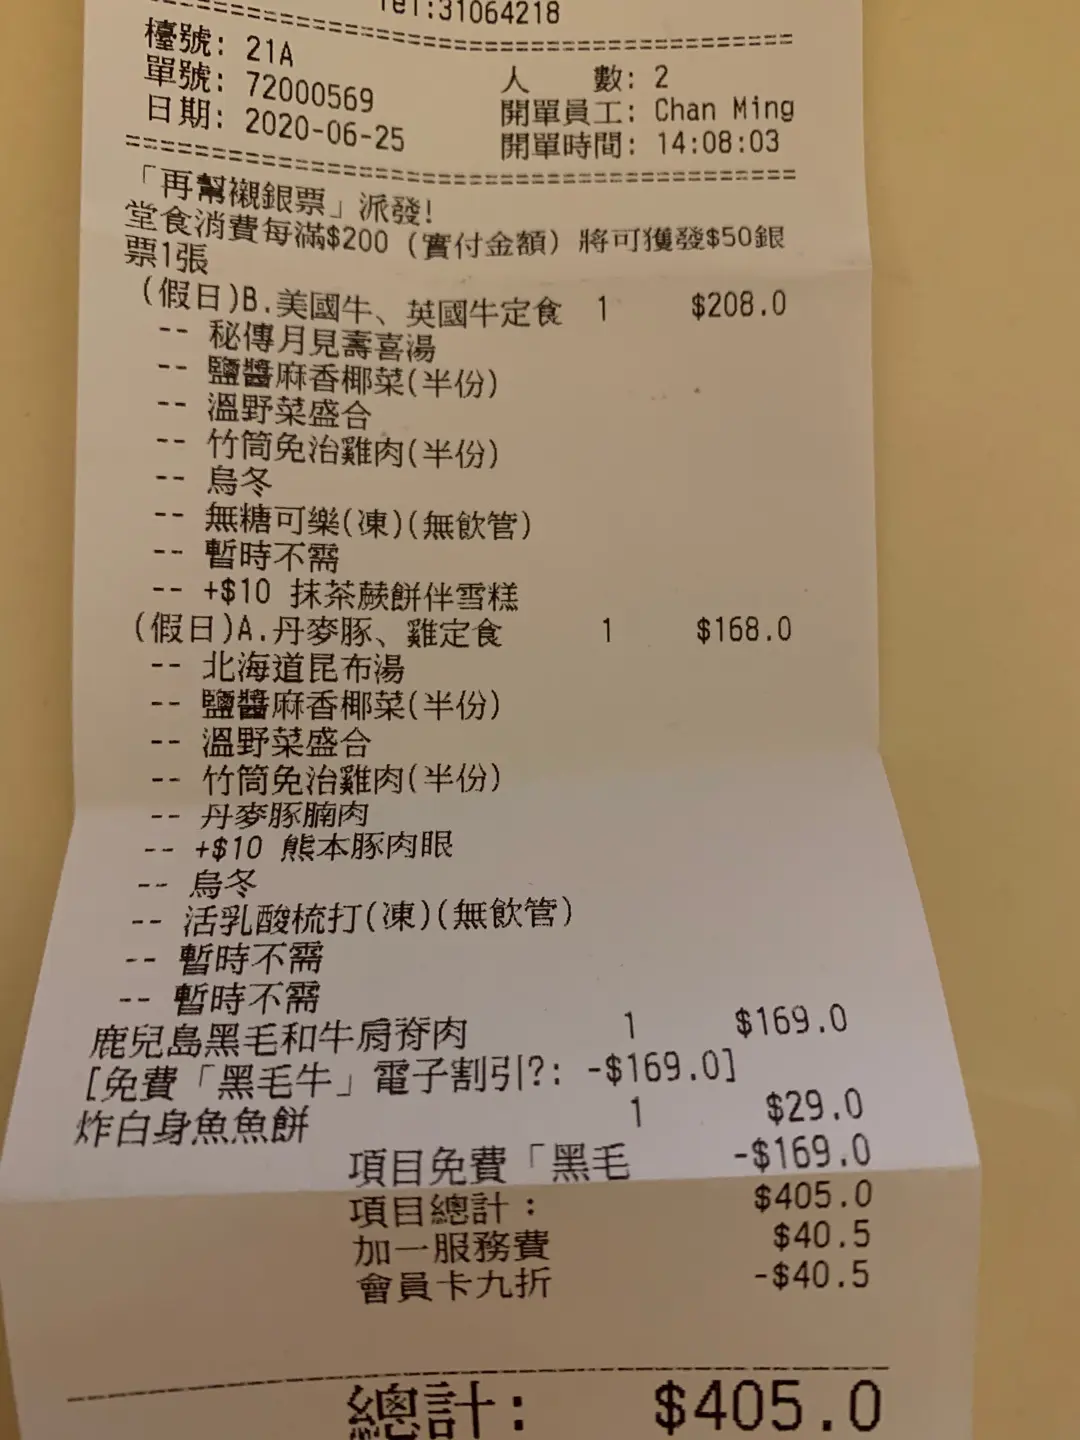 Tel:31064218
檯號: 21A
單號: 72000569
日期: 2020-06-25
人 數: 2
開單員工: Chan Ming
開單時間: 14:08:03
「再幫襯銀票」派發!
堂食消費每滿$200 (實付金額) 將可獲發$50銀
票1張
(假日)B.美國牛、英國牛定食 1 $208.0
-- 秘傳月見壽喜湯
-- 鹽醬麻香椰菜(半份)
-- 溫野菜盛合
-- 竹筒免治雞肉(半份)
-- 烏冬
-- 無糖可樂(凍)(無飲管)
-- 暫時不需
-- +$10 抹茶蕨餅伴雪糕
(假日)A.丹麥豚、雞定食 1 $168.0
-- 北海道昆布湯
-- 鹽醬麻香椰菜(半份)
-- 溫野菜盛合
-- 竹筒免治雞肉(半份)
-- 丹麥豚腩肉
-- +$10 熊本豚肉眼
-- 烏冬
-- 活乳酸梳打(凍)(無飲管)
-- 暫時不需
-- 暫時不需
鹿兒島黑毛和牛肩脊肉 1 $169.0
[免費「黑毛牛」電子割引?: -$169.0]
炸白身魚魚餅 1 $29.0
項目免費「黑毛 -$169.0
項目總計: $405.0
加一服務費 $40.5
會員卡九折 -$40.5
總計: $405.0